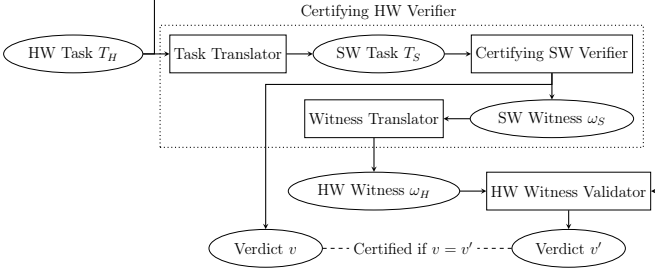 Certifying HW Verifier
HW Task T_H
Task Translator
SW Task T_S
Certifying SW Verifier
Witness Translator
SW Witness ω_S
HW Witness ω_H
HW Witness Validator
Verdict v
Certified if v = v′
Verdict v′